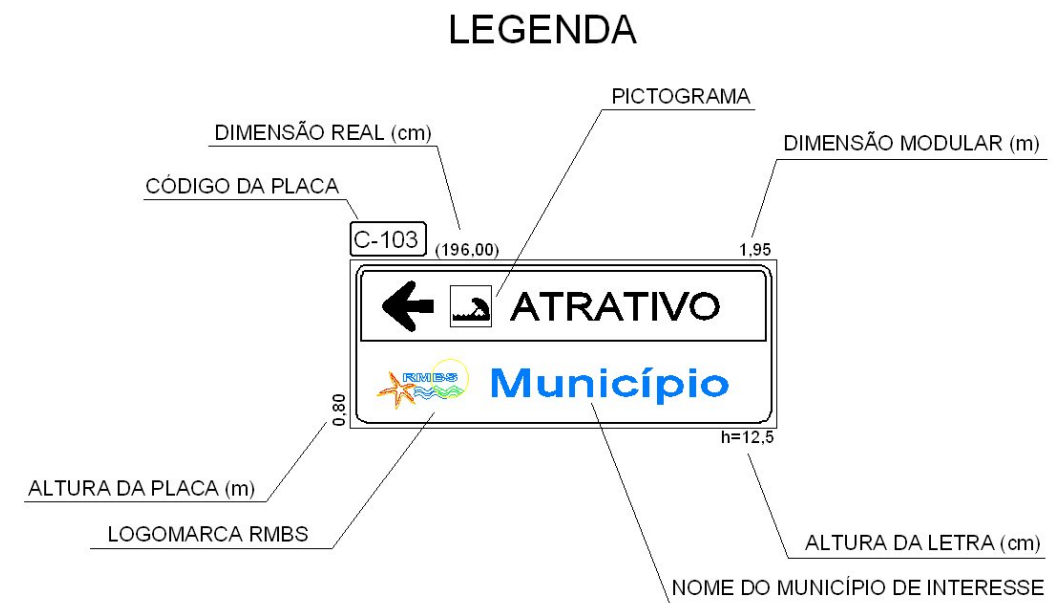 LEGENDA
PICTOGRAMA
DIMENSÃO REAL (cm)
DIMENSÃO MODULAR (m)
CÓDIGO DA PLACA
C-103
(196,00)
1,95
ATRATIVO
RMBS
Município
0.80
h=12,5
ALTURA DA PLACA (m)
LOGOMARCA RMBS
ALTURA DA LETRA (cm)
NOME DO MUNICÍPIO DE INTERESSE